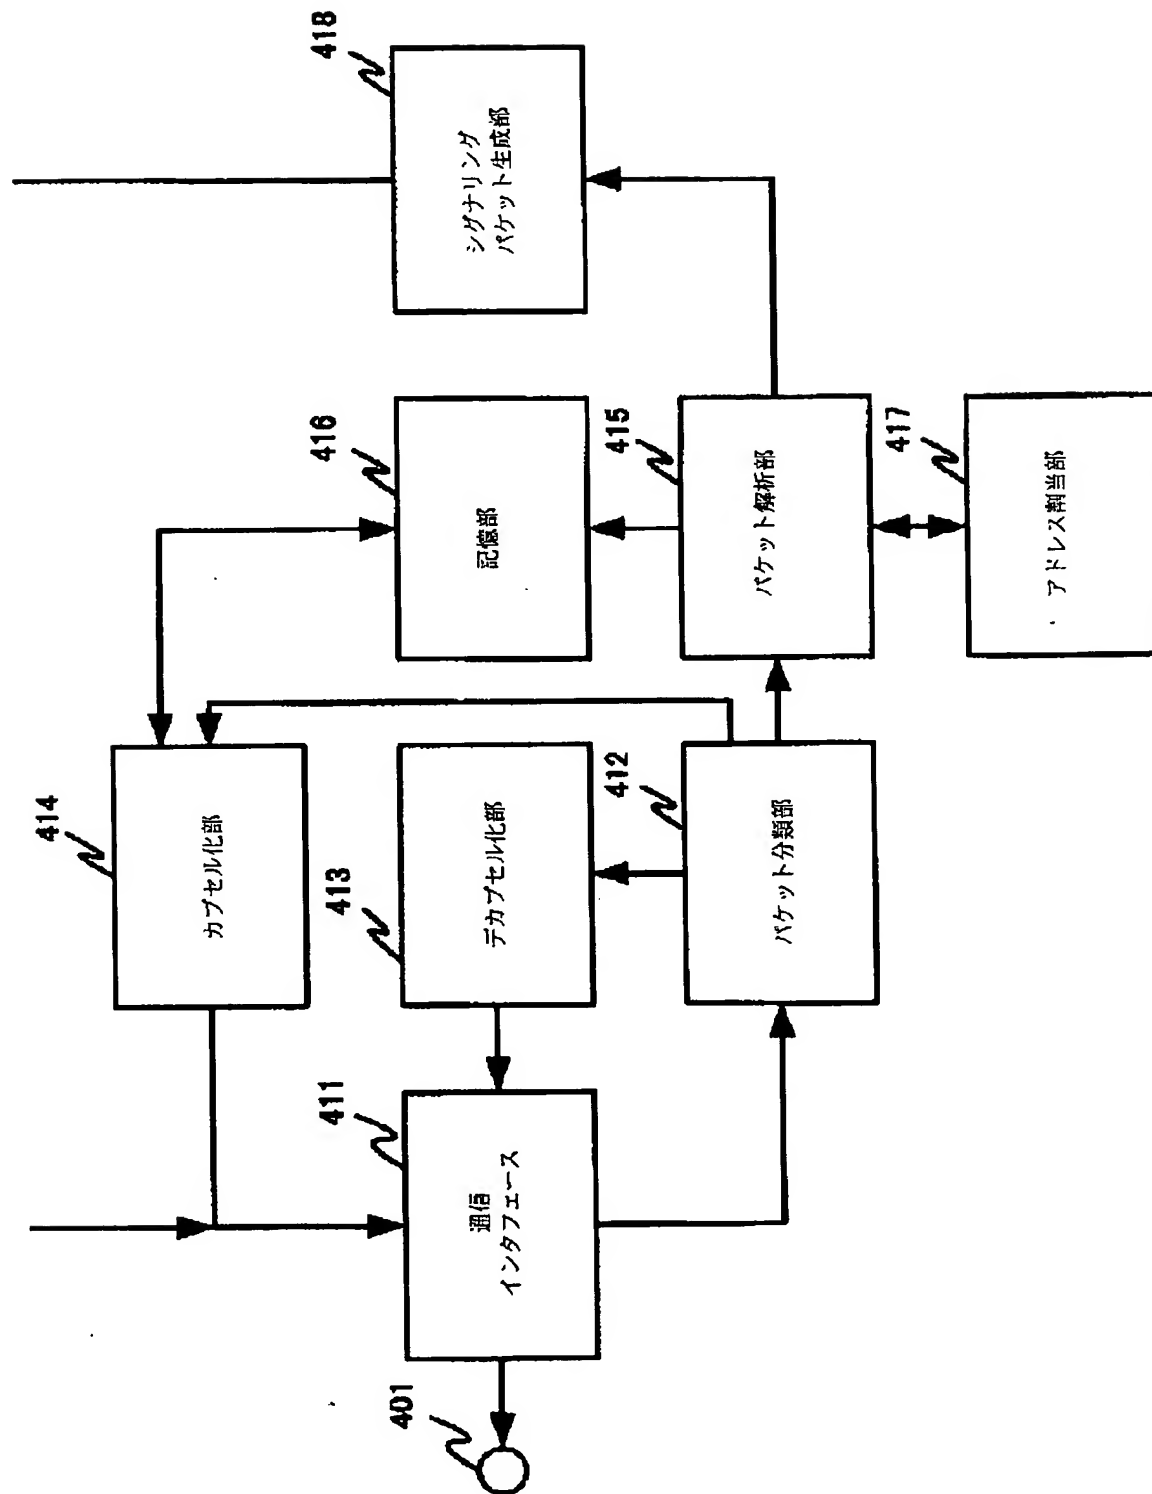 401
411
通信
インタフェース
414
カプセル化部
413
デカプセル化部
412
パケット分類部
416
記憶部
415
パケット解析部
417
アドレス割当部
418
シグナリング
パケット生成部